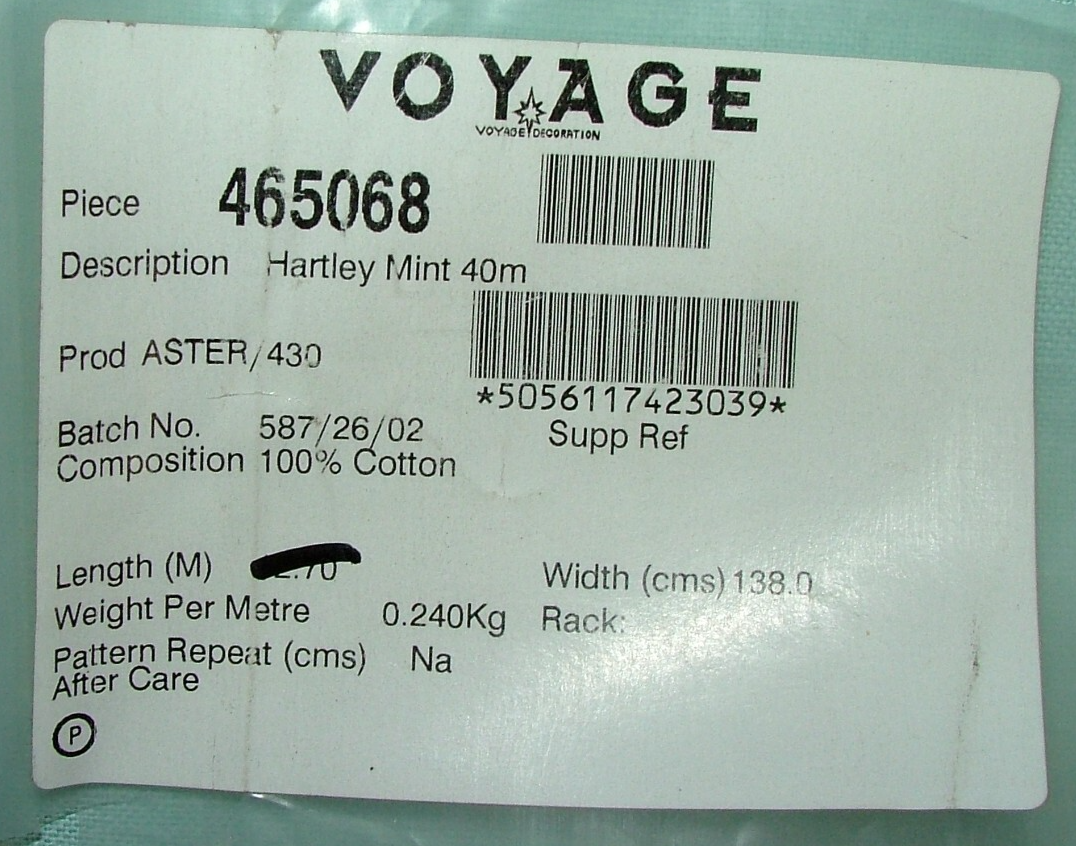 VOYAGE
VOYAGE DECORATION
Piece 465068
Description Hartley Mint 40m
Prod ASTER/430
*5056117423039*
Batch No. 587/26/02
Supp Ref
Composition 100% Cotton
Length (M)
Width (cms) 138.0
Weight Per Metre 0.240Kg
Rack:
Pattern Repeat (cms) Na
After Care
P